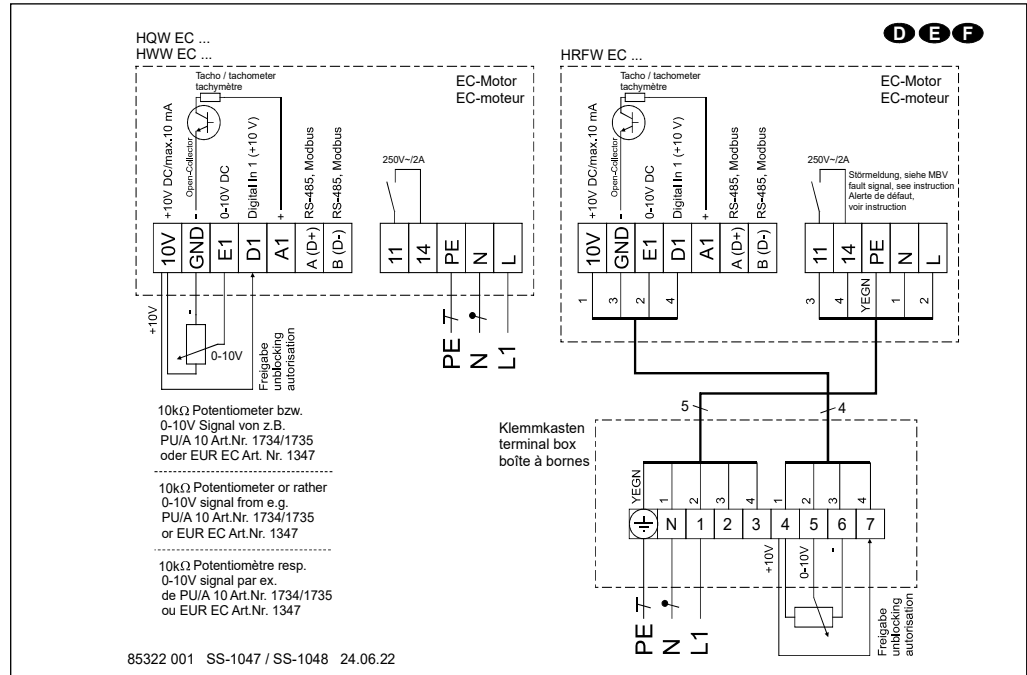 D E F
HQW EC ...
HWW EC ...
Tacho / tachometer
tachymètre
EC-Motor
EC-moteur
+10V DC/max.10 mA
Open-Collector
-
0-10V DC
Digital In 1 (+10 V)
+
RS-485, Modbus
RS-485, Modbus
250V~/2A
10V
GND
E1
D1
A1
A (D+)
B (D-)
11
14
PE
N
L
+10V
-
0-10V
Freigabe
unblocking
autorisation
PE
N
L1
10kΩ Potentiometer bzw.
0-10V Signal von z.B.
PU/A 10 Art.Nr. 1734/1735
oder EUR EC Art. Nr. 1347
10kΩ Potentiometer or rather
0-10V signal from e.g.
PU/A 10 Art.Nr. 1734/1735
or EUR EC Art.Nr. 1347
10kΩ Potentiomètre resp.
0-10V signal par ex.
de PU/A 10 Art.Nr. 1734/1735
ou EUR EC Art.Nr. 1347
85322 001 SS-1047 / SS-1048 24.06.22
HRFW EC ...
Tacho / tachometer
tachymètre
EC-Motor
EC-moteur
+10V DC/max.10 mA
Open-Collector
-
0-10V DC
Digital In 1 (+10 V)
+
RS-485, Modbus
RS-485, Modbus
250V~/2A
Störmeldung, siehe MBV
fault signal, see instruction
Alerte de défaut,
voir instruction
10V
GND
E1
D1
A1
A (D+)
B (D-)
11
14
PE
N
L
1
3
2
4
3
4
YEGN
1
2
5
4
Klemmkasten
terminal box
boîte à bornes
YEGN
1
2
3
4
1
2
3
4
N
1
2
3
4
5
6
7
+10V
0-10V
-
PE
N
L1
Freigabe
unblocking
autorisation